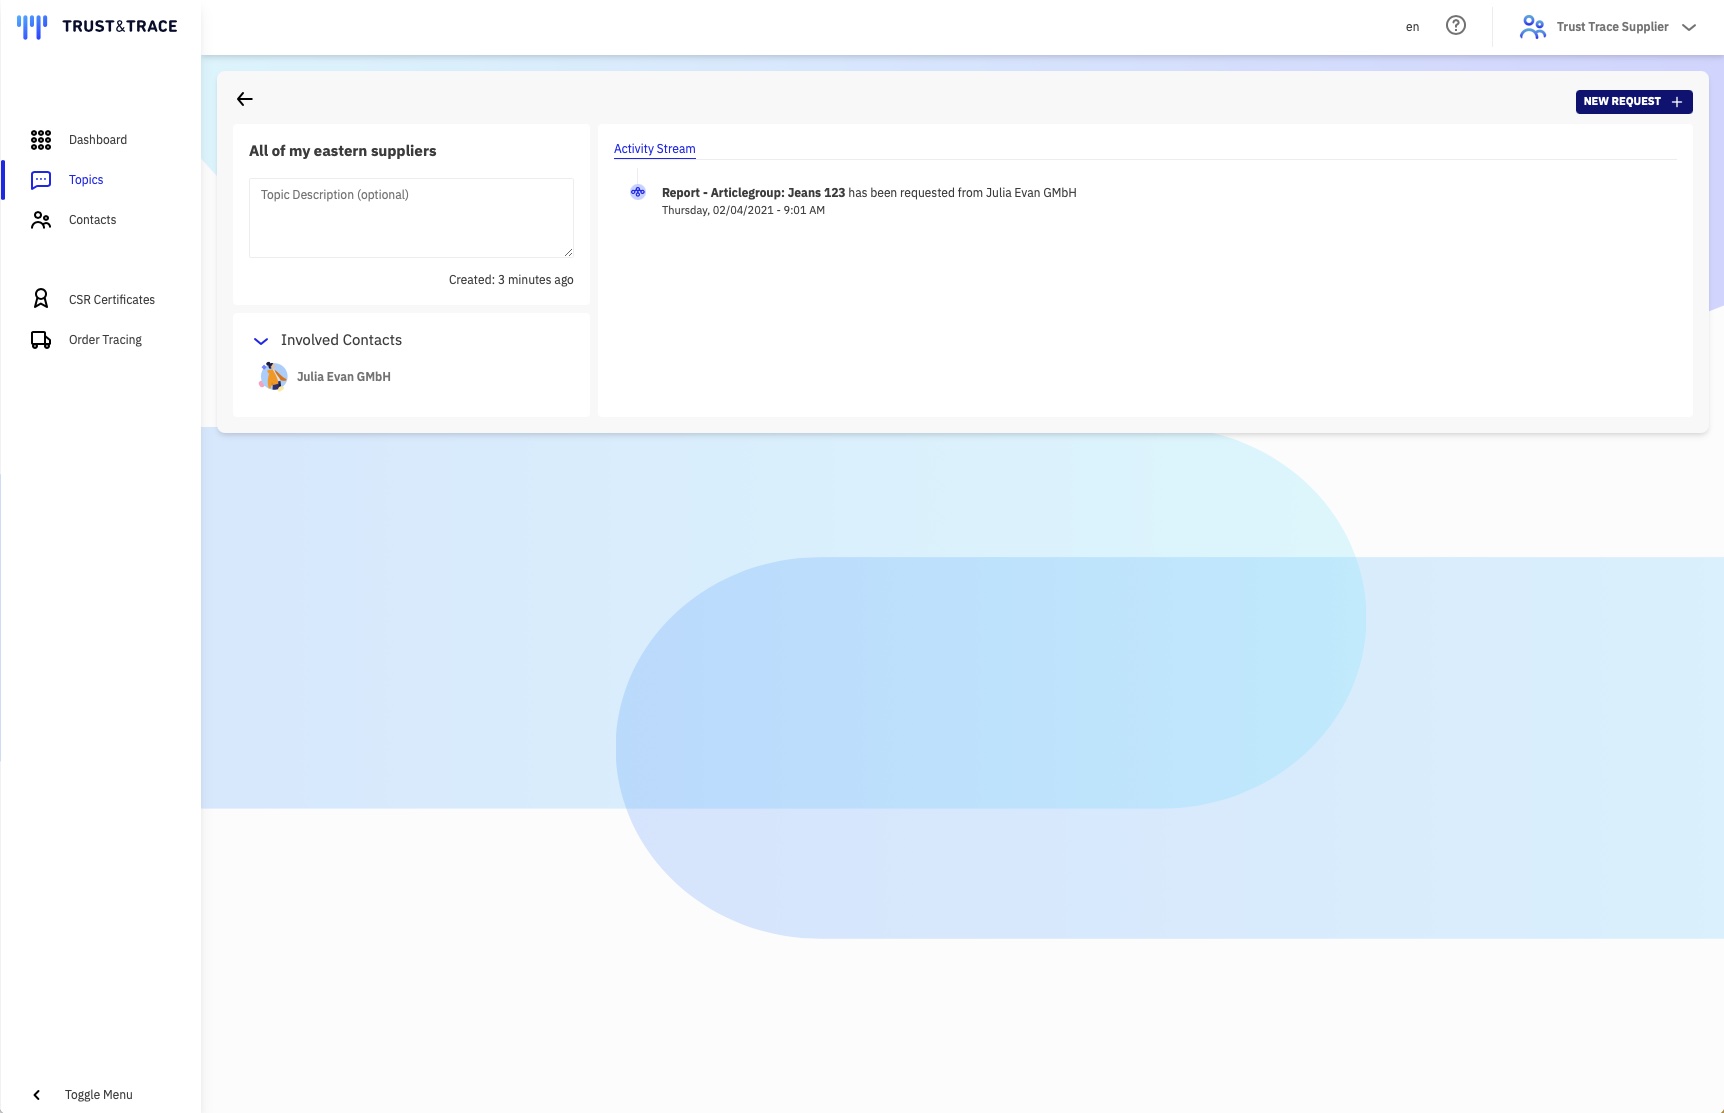 TRUST&TRACE
en
Trust Trace Supplier
Dashboard
Topics
Contacts
CSR Certificates
Order Tracing
Toggle Menu
NEW REQUEST
All of my eastern suppliers
Topic Description (optional)
Created: 3 minutes ago
Involved Contacts
Julia Evan GMbH
Activity Stream
Report - Articlegroup: Jeans 123 has been requested from Julia Evan GMbH
Thursday, 02/04/2021 - 9:01 AM